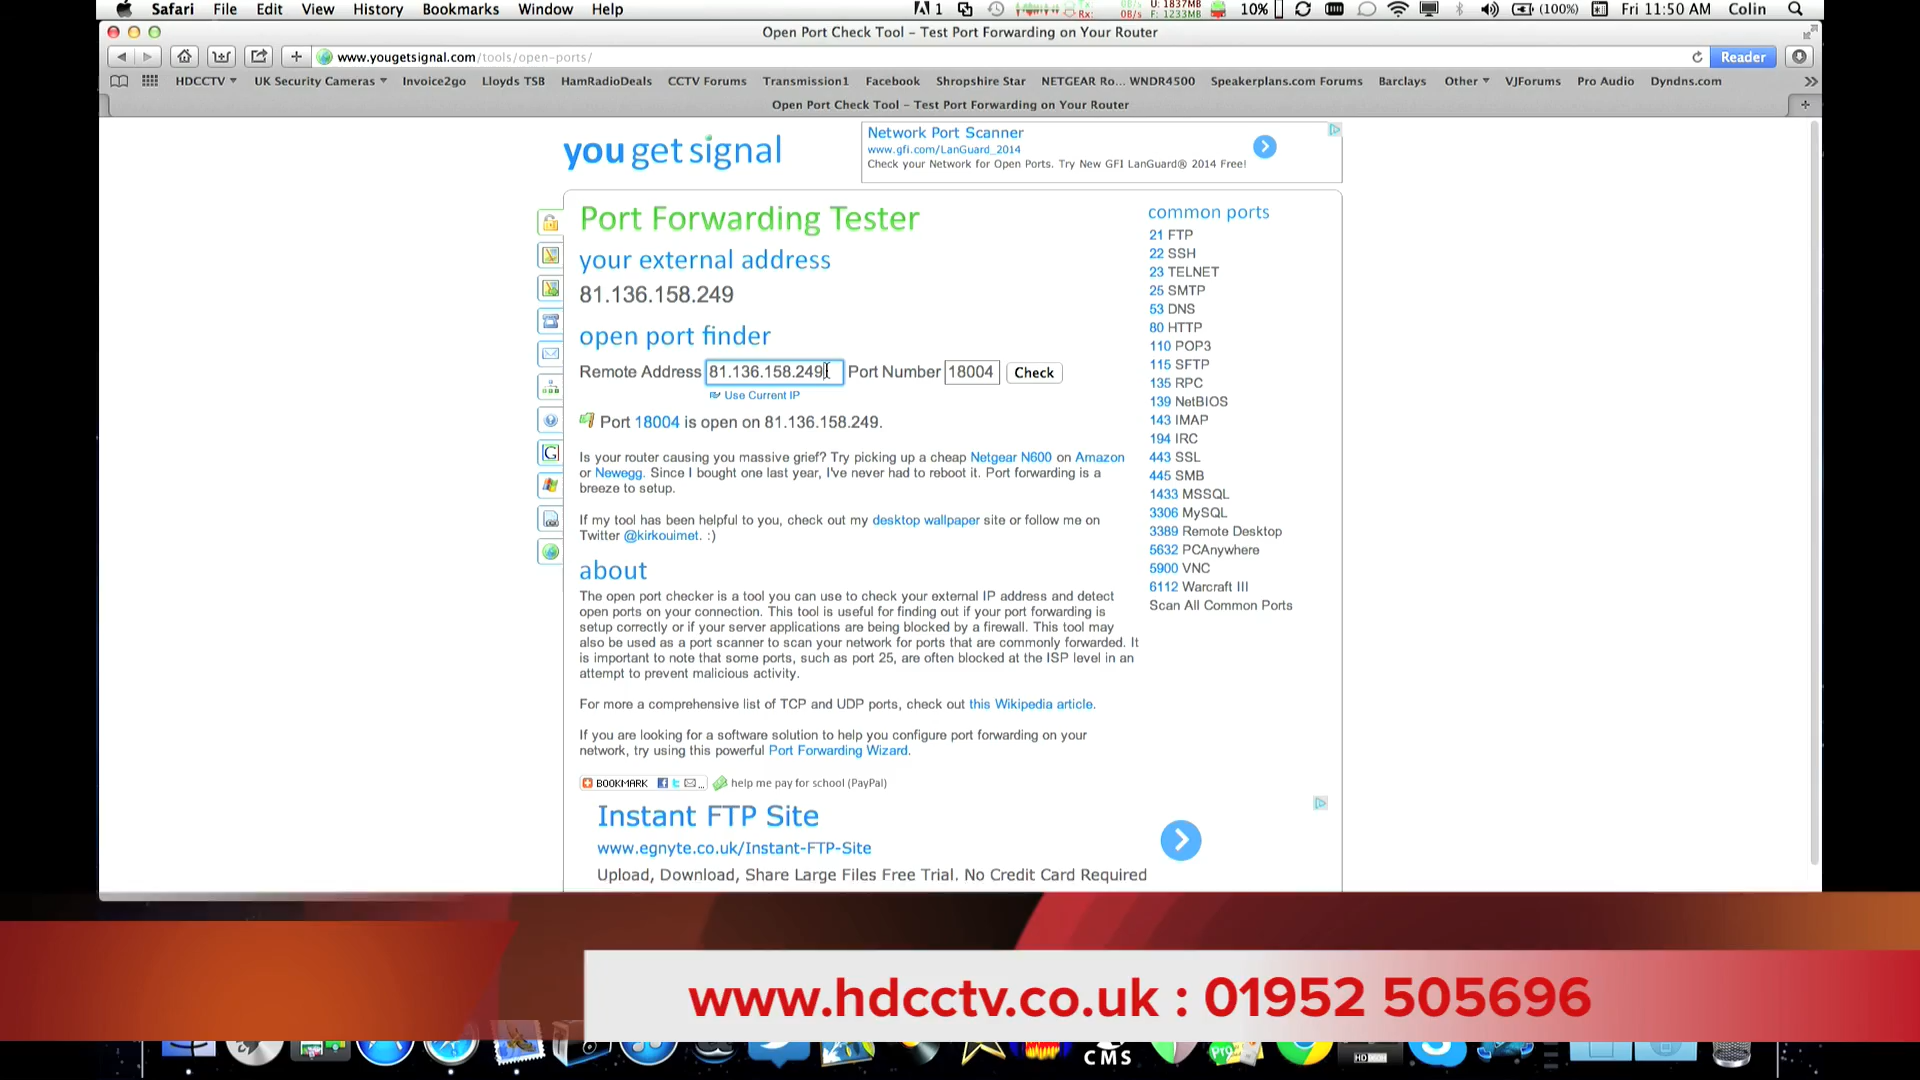 Safari File Edit View History Bookmarks Window Help
1 Tx: Rx: 0B/s 0B/s U: 1837MB F: 1233MB 10% (100%) Fri 11:50 AM Colin
Open Port Check Tool – Test Port Forwarding on Your Router
www.yougetsignal.com/tools/open-ports/
Reader
HDCCTV UK Security Cameras Invoice2go Lloyds TSB HamRadioDeals CCTV Forums Transmission1 Facebook Shropshire Star NETGEAR Ro... WNDR4500 Speakerplans.com Forums Barclays Other VJForums Pro Audio Dyndns.com
Open Port Check Tool – Test Port Forwarding on Your Router
you get signal
Network Port Scanner
www.gfi.com/LanGuard_2014
Check your Network for Open Ports. Try New GFI LanGuard® 2014 Free!
Port Forwarding Tester
your external address
81.136.158.249
open port finder
Remote Address 81.136.158.249 Port Number 18004 Check
Use Current IP
Port 18004 is open on 81.136.158.249.
Is your router causing you massive grief? Try picking up a cheap Netgear N600 on Amazon
or Newegg. Since I bought one last year, I've never had to reboot it. Port forwarding is a
breeze to setup.
If my tool has been helpful to you, check out my desktop wallpaper site or follow me on
Twitter @kirkouimet. :)
about
The open port checker is a tool you can use to check your external IP address and detect
open ports on your connection. This tool is useful for finding out if your port forwarding is
setup correctly or if your server applications are being blocked by a firewall. This tool may
also be used as a port scanner to scan your network for ports that are commonly forwarded. It
is important to note that some ports, such as port 25, are often blocked at the ISP level in an
attempt to prevent malicious activity.
For more a comprehensive list of TCP and UDP ports, check out this Wikipedia article.
If you are looking for a software solution to help you configure port forwarding on your
network, try using this powerful Port Forwarding Wizard.
BOOKMARK ... help me pay for school (PayPal)
common ports
21 FTP
22 SSH
23 TELNET
25 SMTP
53 DNS
80 HTTP
110 POP3
115 SFTP
135 RPC
139 NetBIOS
143 IMAP
194 IRC
443 SSL
445 SMB
1433 MSSQL
3306 MySQL
3389 Remote Desktop
5632 PCAnywhere
5900 VNC
6112 Warcraft III
Scan All Common Ports
Instant FTP Site
www.egnyte.co.uk/Instant-FTP-Site
Upload, Download, Share Large Files Free Trial. No Credit Card Required
www.hdcctv.co.uk : 01952 505696
CMS
Pro
HD